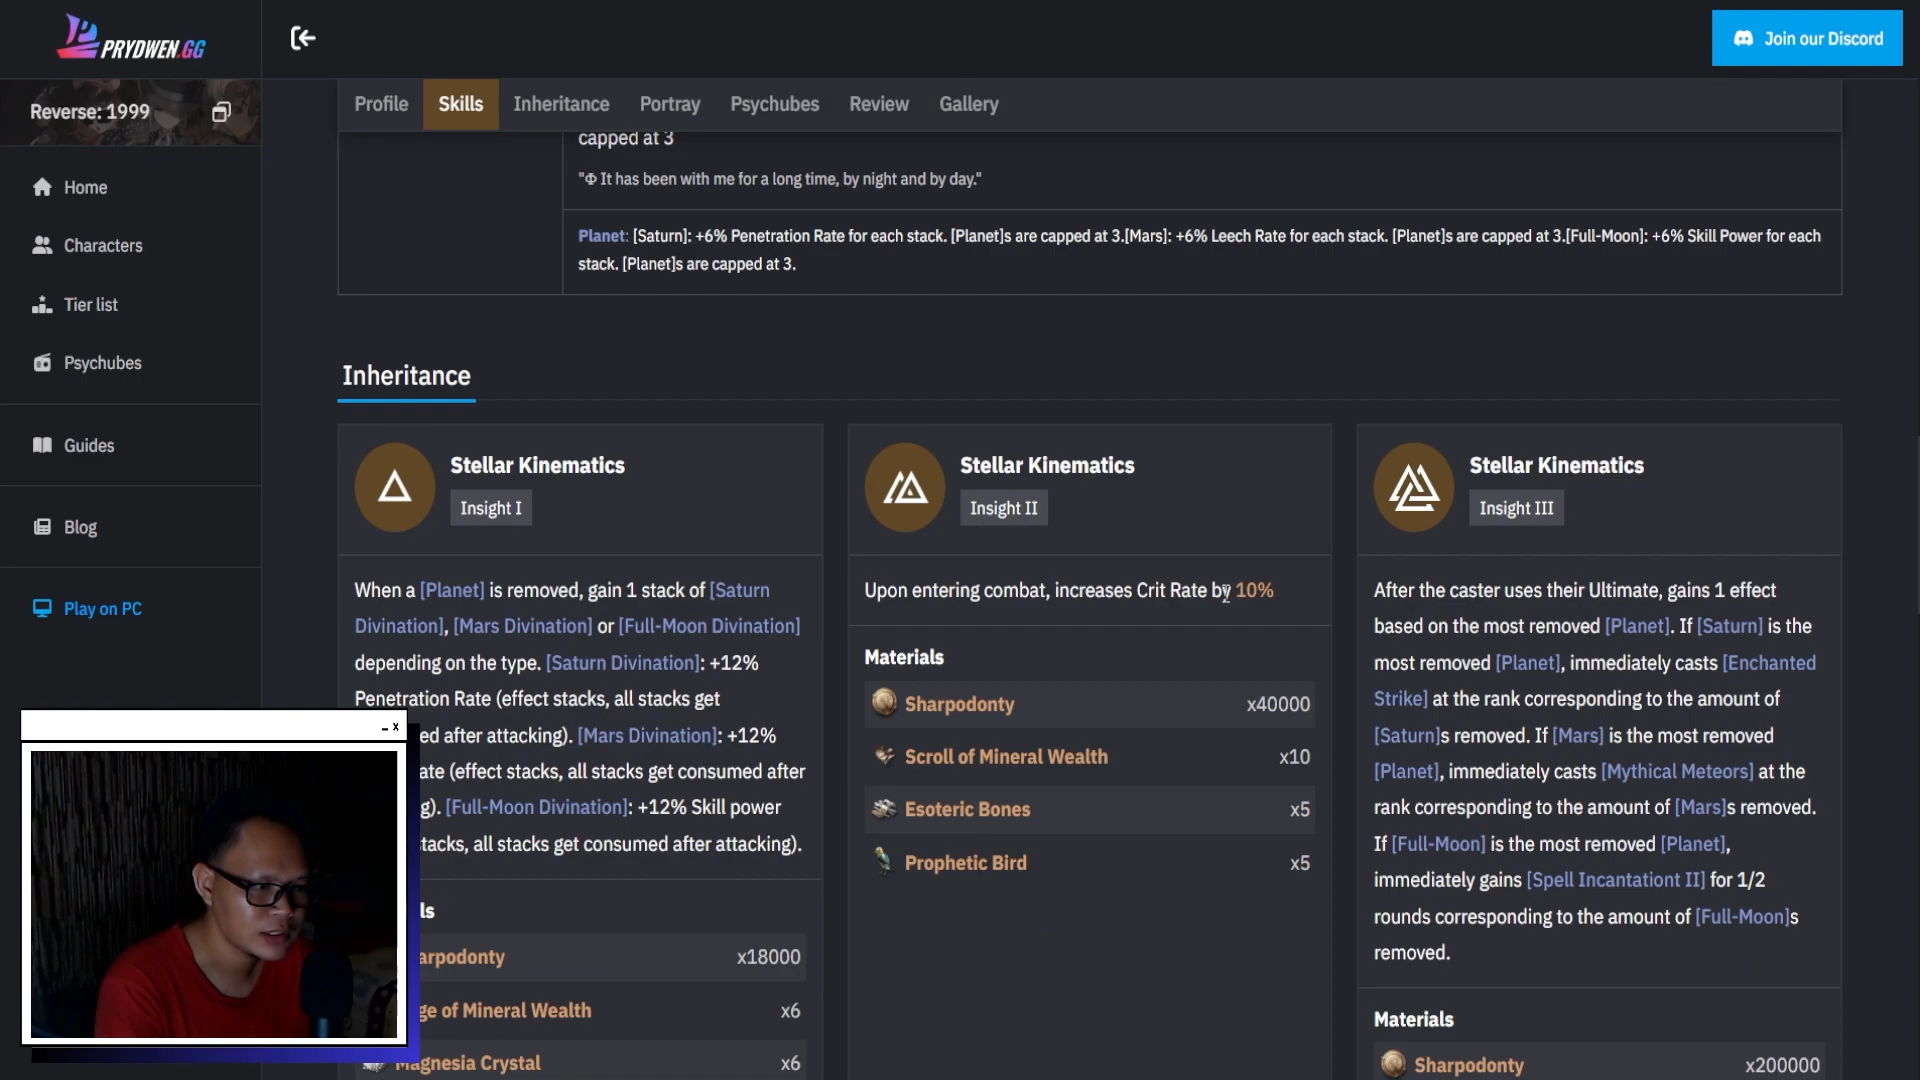 PRYDWEN.GG
Join our Discord
Reverse: 1999
Profile
Skills
Inheritance
Portray
Psychubes
Review
Gallery
Home
Characters
Tier list
Psychubes
Guides
Blog
Play on PC
capped at 3
"Φ It has been with me for a long time, by night and by day."
Planet: [Saturn]: +6% Penetration Rate for each stack. [Planet]s are capped at 3.[Mars]: +6% Leech Rate for each stack. [Planet]s are capped at 3.[Full-Moon]: +6% Skill Power for each
stack. [Planet]s are capped at 3.
Inheritance
Stellar Kinematics
Insight I
When a [Planet] is removed, gain 1 stack of [Saturn
Divination], [Mars Divination] or [Full-Moon Divination]
depending on the type. [Saturn Divination]: +12%
Penetration Rate (effect stacks, all stacks get
ed after attacking). [Mars Divination]: +12%
ate (effect stacks, all stacks get consumed after
g). [Full-Moon Divination]: +12% Skill power
tacks, all stacks get consumed after attacking).
ls
arpodonty x18000
ge of Mineral Wealth x6
Magnesia Crystal x6
Stellar Kinematics
Insight II
Upon entering combat, increases Crit Rate by 10%
Materials
Sharpodonty x40000
Scroll of Mineral Wealth x10
Esoteric Bones x5
Prophetic Bird x5
Stellar Kinematics
Insight III
After the caster uses their Ultimate, gains 1 effect
based on the most removed [Planet]. If [Saturn] is the
most removed [Planet], immediately casts [Enchanted
Strike] at the rank corresponding to the amount of
[Saturn]s removed. If [Mars] is the most removed
[Planet], immediately casts [Mythical Meteors] at the
rank corresponding to the amount of [Mars]s removed.
If [Full-Moon] is the most removed [Planet],
immediately gains [Spell Incantationt II] for 1/2
rounds corresponding to the amount of [Full-Moon]s
removed.
Materials
Sharpodonty x200000